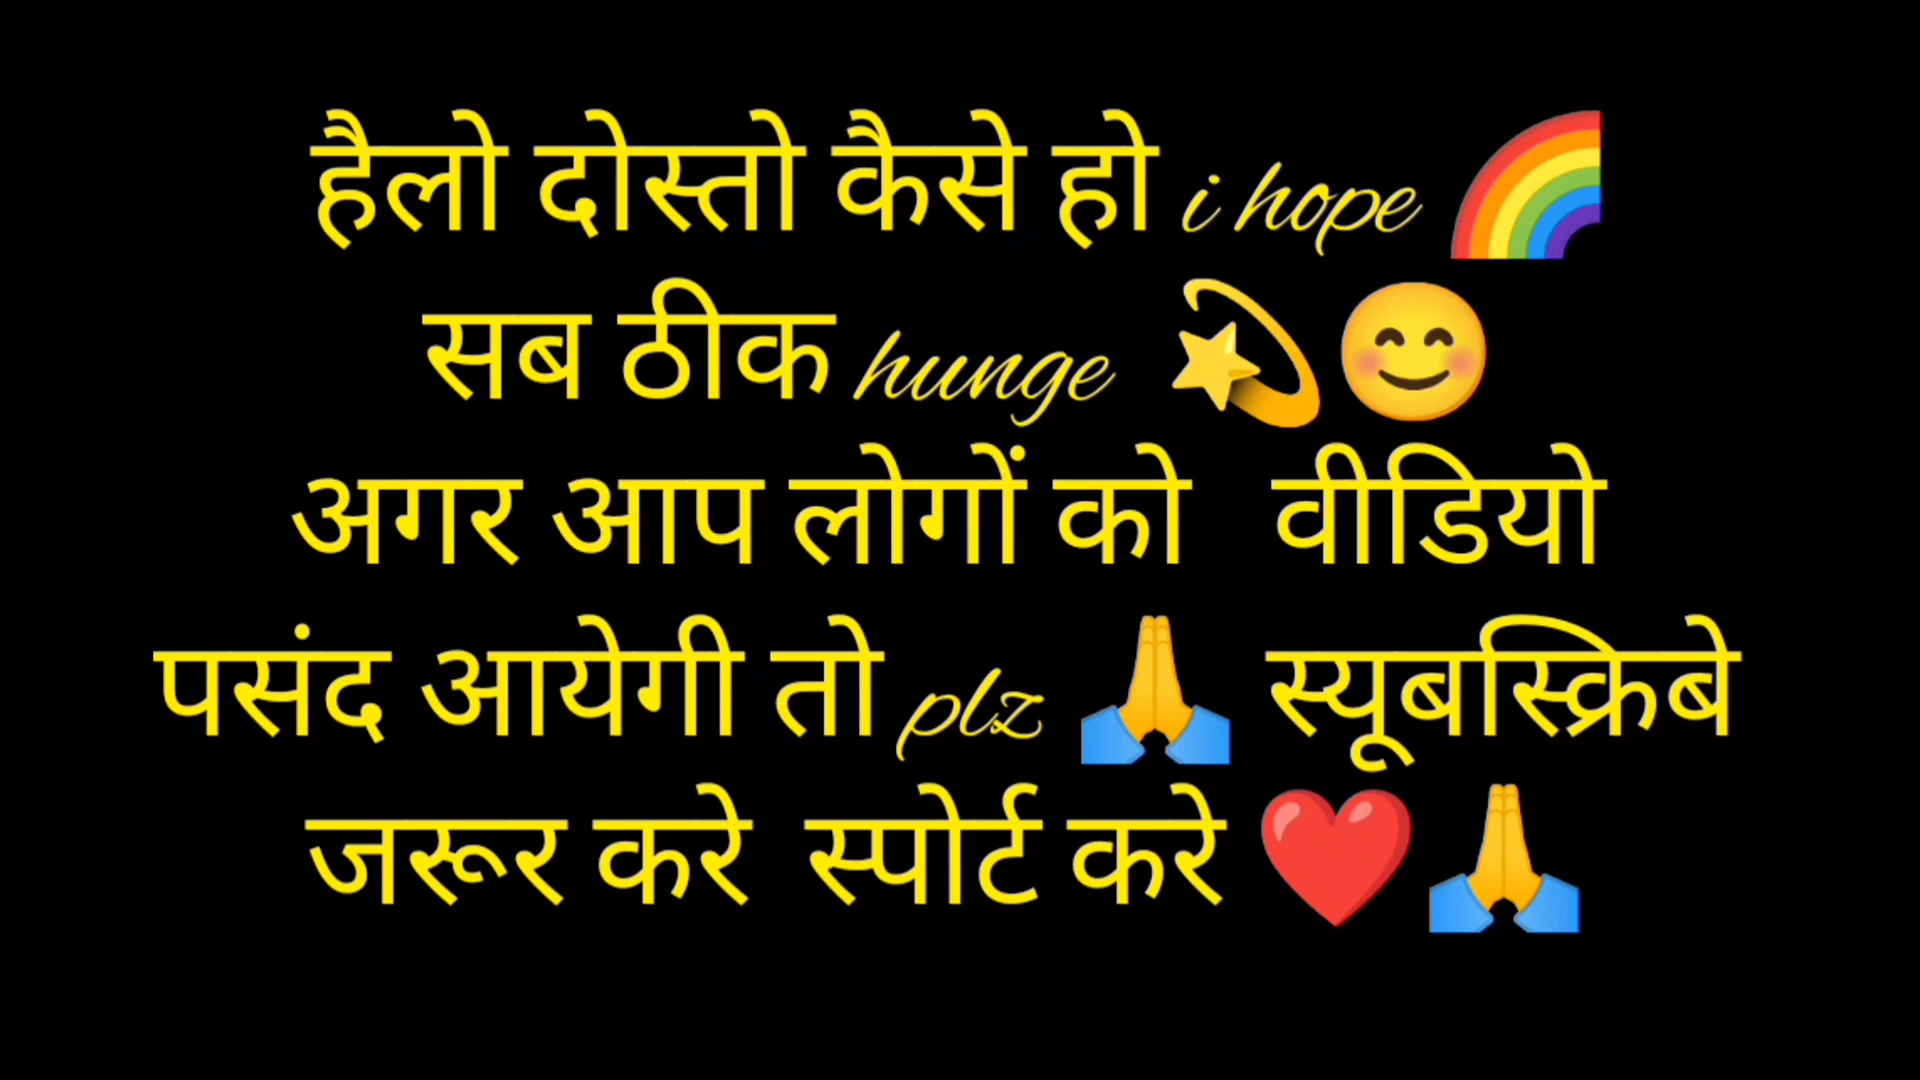 हैलो दोस्तो कैसे हो i hope 🌈
सब ठीक hunge 💫😊
अगर आप लोगों को वीडियो
पसंद आयेगी तो plz 🙏 स्यूबस्क्रिबे
जरूर करे स्पोर्ट करे ❤️🙏